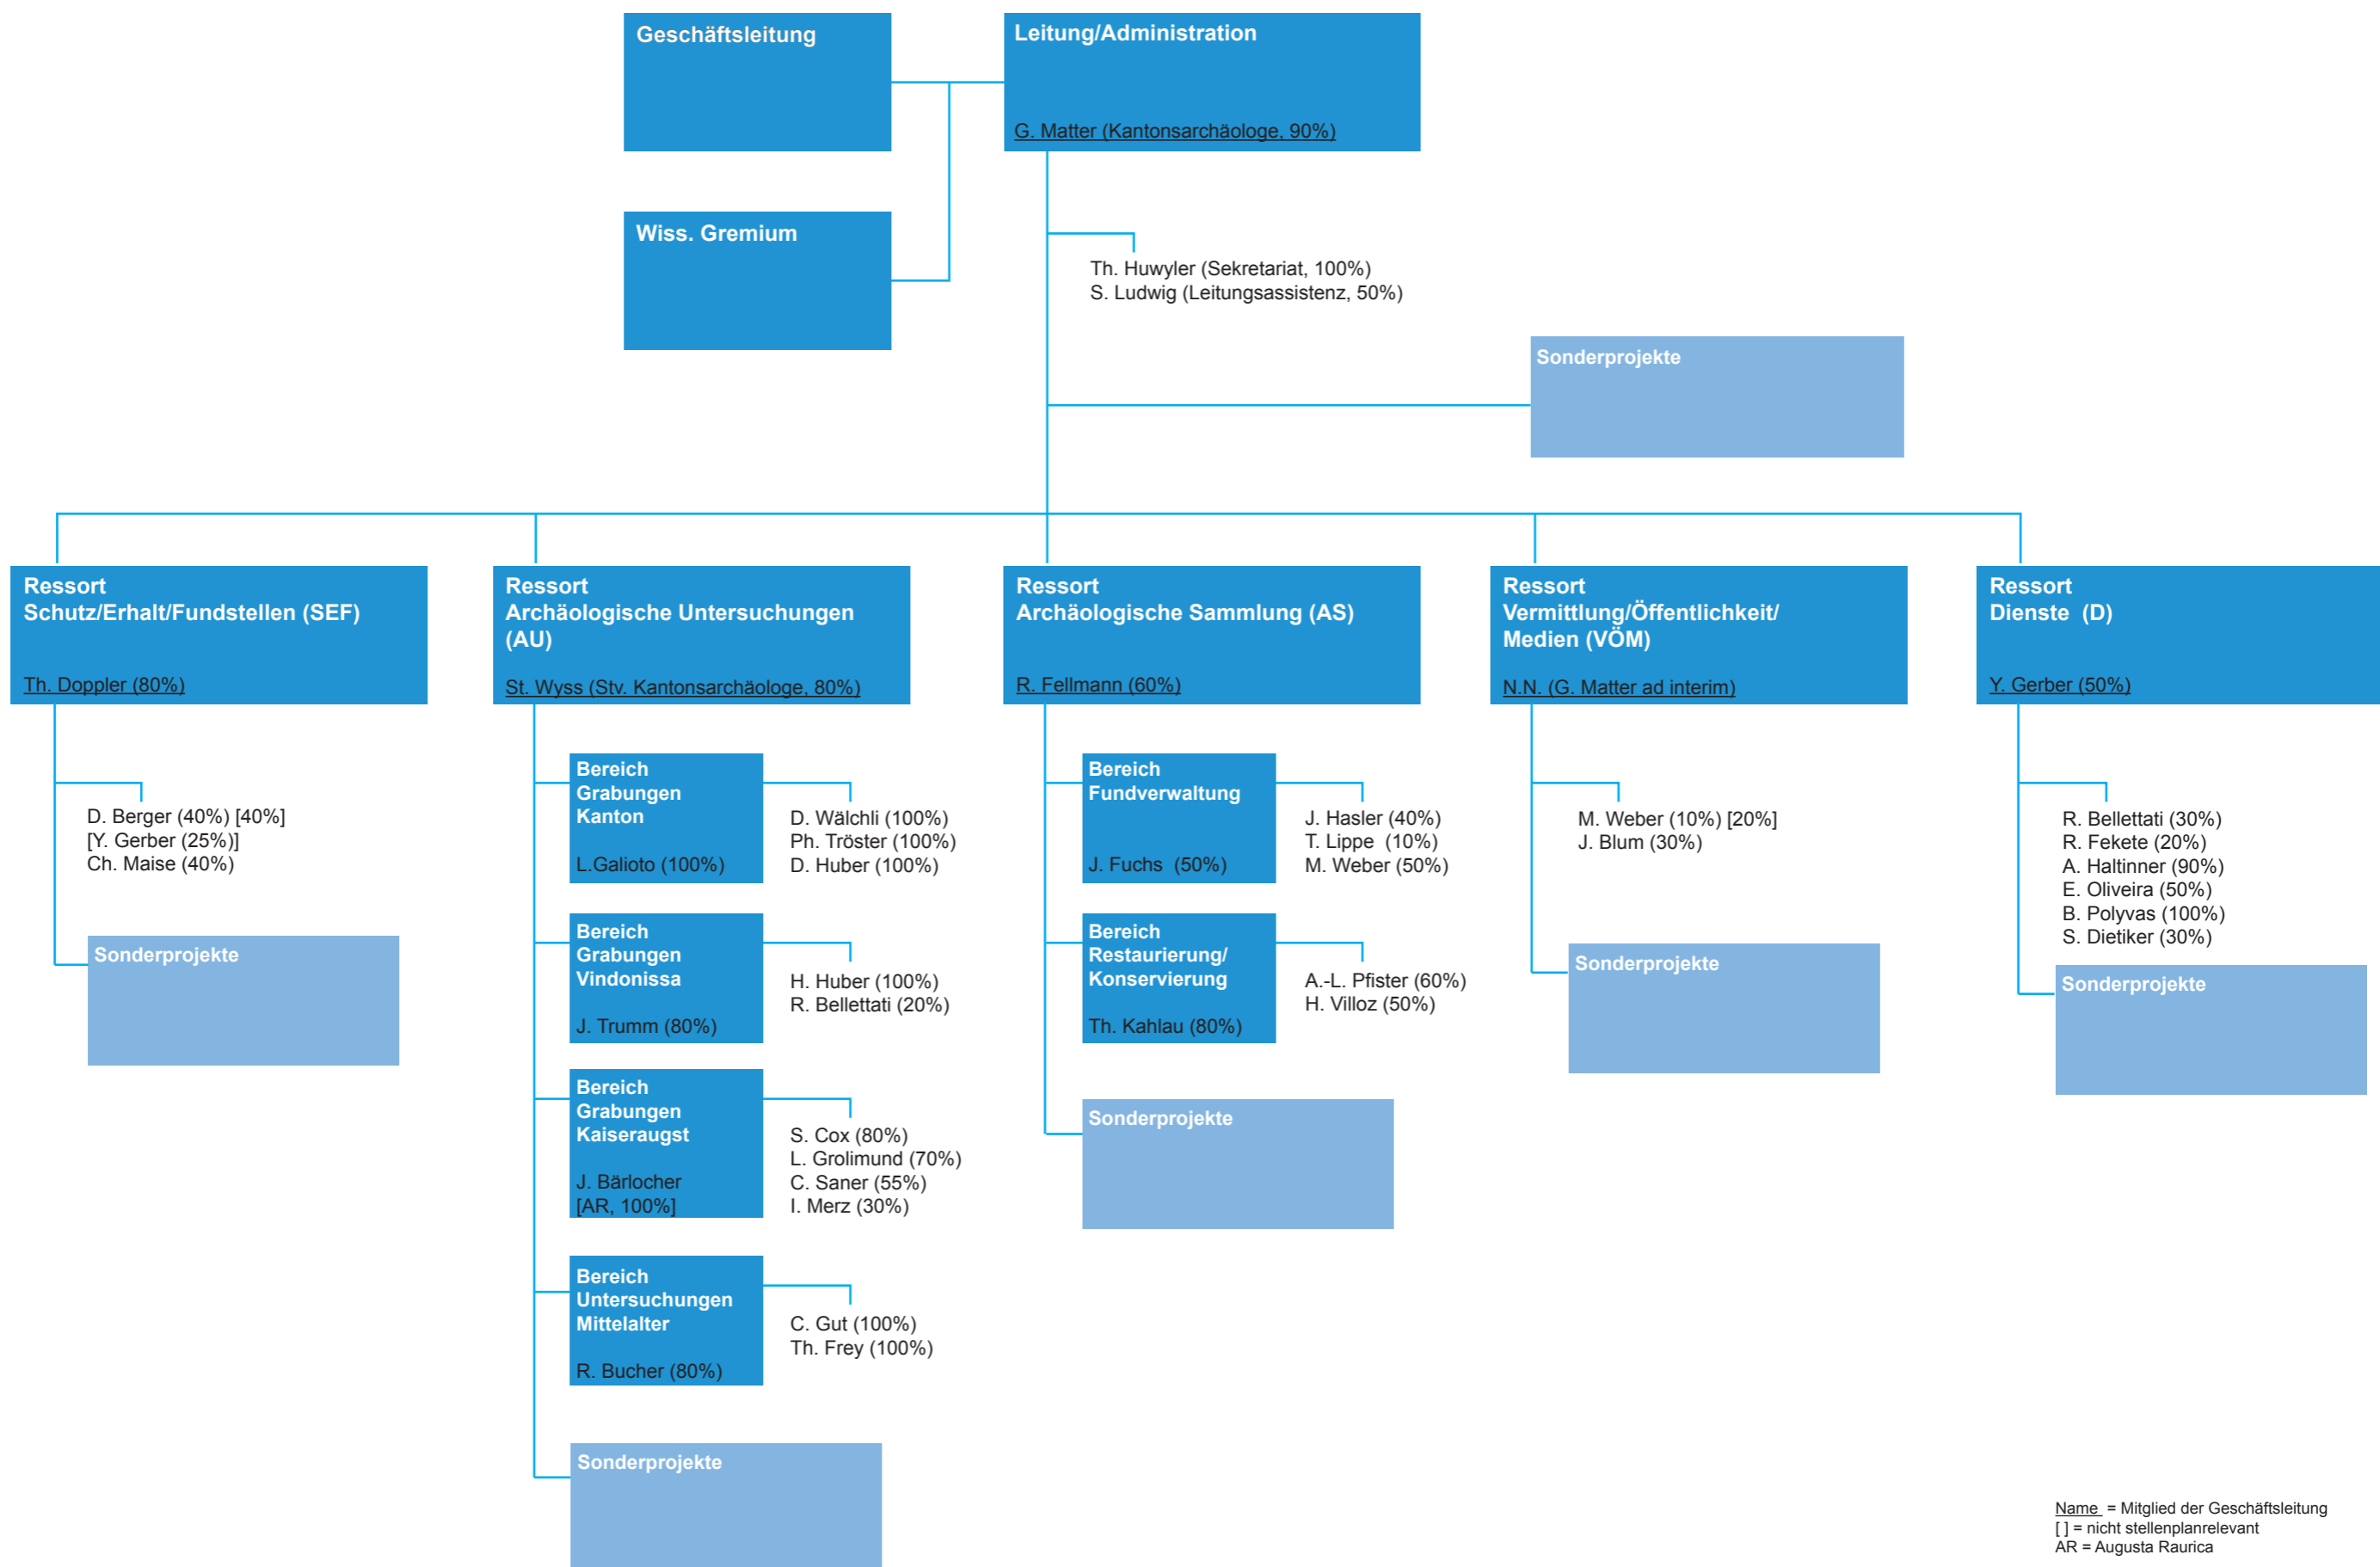 Geschäftsleitung
Leitung/Administration
G. Matter (Kantonsarchäologe, 90%)
Wiss. Gremium
Th. Huwyler (Sekretariat, 100%)
S. Ludwig (Leitungsassistenz, 50%)
Sonderprojekte
Ressort
Schutz/Erhalt/Fundstellen (SEF)
Th. Doppler (80%)
D. Berger (40%) [40%]
[Y. Gerber (25%)]
Ch. Maise (40%)
Sonderprojekte
Ressort
Archäologische Untersuchungen
(AU)
St. Wyss (Stv. Kantonsarchäologe, 80%)
Bereich
Grabungen
Kanton
L.Galioto (100%)
D. Wälchli (100%)
Ph. Tröster (100%)
D. Huber (100%)
Bereich
Grabungen
Vindonissa
J. Trumm (80%)
H. Huber (100%)
R. Bellettati (20%)
Bereich
Grabungen
Kaiseraugst
J. Bärlocher
[AR, 100%]
S. Cox (80%)
L. Grolimund (70%)
C. Saner (55%)
I. Merz (30%)
Bereich
Untersuchungen
Mittelalter
R. Bucher (80%)
C. Gut (100%)
Th. Frey (100%)
Sonderprojekte
Ressort
Archäologische Sammlung (AS)
R. Fellmann (60%)
Bereich
Fundverwaltung
J. Fuchs (50%)
J. Hasler (40%)
T. Lippe (10%)
M. Weber (50%)
Bereich
Restaurierung/
Konservierung
Th. Kahlau (80%)
A.-L. Pfister (60%)
H. Villoz (50%)
Sonderprojekte
Ressort
Vermittlung/Öffentlichkeit/
Medien (VÖM)
N.N. (G. Matter ad interim)
M. Weber (10%) [20%]
J. Blum (30%)
Sonderprojekte
Ressort
Dienste (D)
Y. Gerber (50%)
R. Bellettati (30%)
R. Fekete (20%)
A. Haltinner (90%)
E. Oliveira (50%)
B. Polyvas (100%)
S. Dietiker (30%)
Sonderprojekte
Name = Mitglied der Geschäftsleitung
[ ] = nicht stellenplanrelevant
AR = Augusta Raurica